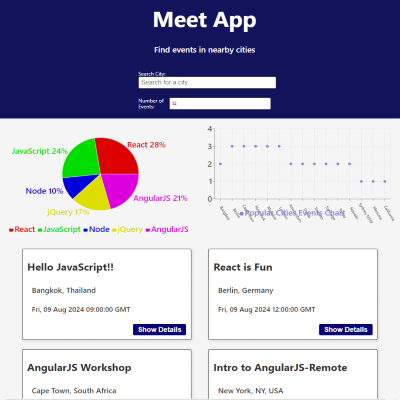 Meet App
Find events in nearby cities
Search City:
Search for a city...
Number of
Events:
32
JavaScript 24%
React 28%
Node 10%
jQuery 17%
AngularJS 21%
React JavaScript Node jQuery AngularJS
4
3
2
1
0
Popular Cities Events Chart
Hello JavaScript!!
Bangkok, Thailand
Fri, 09 Aug 2024 09:00:00 GMT
Show Details
React is Fun
Berlin, Germany
Fri, 09 Aug 2024 12:00:00 GMT
Show Details
AngularJS Workshop
Cape Town, South Africa
Intro to AngularJS-Remote
New York, NY, USA